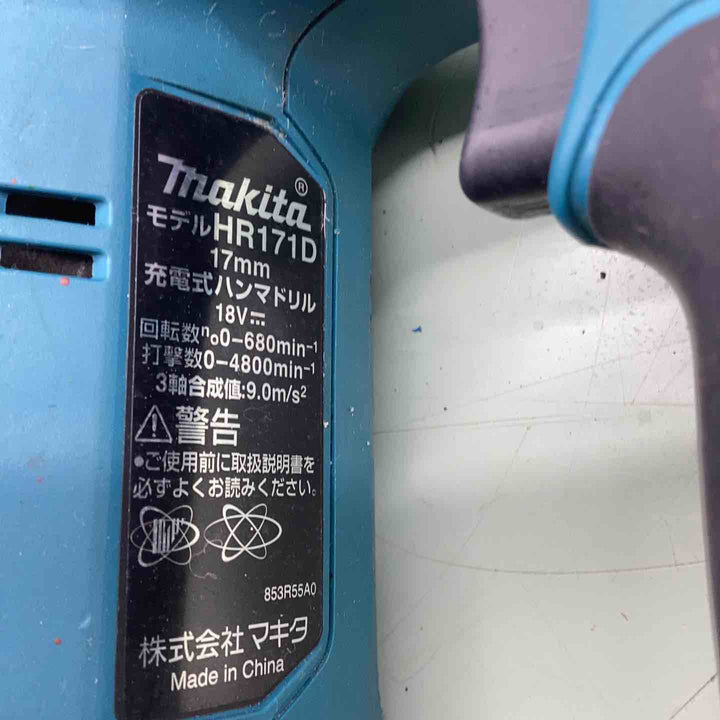 makita®
モデルHR171D
17mm
充電式ハンマドリル
18V⎓
回転数n₀0-680min⁻¹
打撃数0-4800min⁻¹
3軸合成値:9.0m/s²
⚠警告
●ご使用前に取扱説明書を
必ずよくお読みください。
853R55A0
株式会社マキタ
Made in China